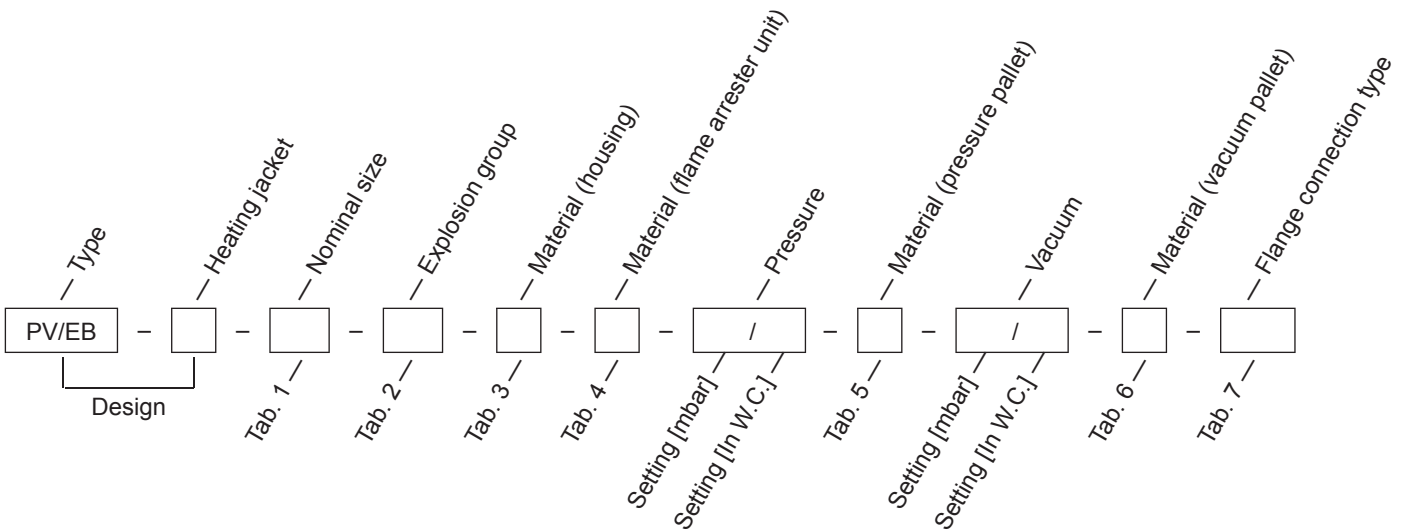 Type
Heating jacket
Nominal size
Explosion group
Material (housing)
Material (flame arrester unit)
Pressure
Material (pressure pallet)
Vacuum
Material (vacuum pallet)
Flange connection type
PV/EB – – – – – – / – – / – –
Design
Tab. 1
Tab. 2
Tab. 3
Tab. 4
Setting [mbar]
Setting [In W.C.]
Tab. 5
Setting [mbar]
Setting [In W.C.]
Tab. 6
Tab. 7